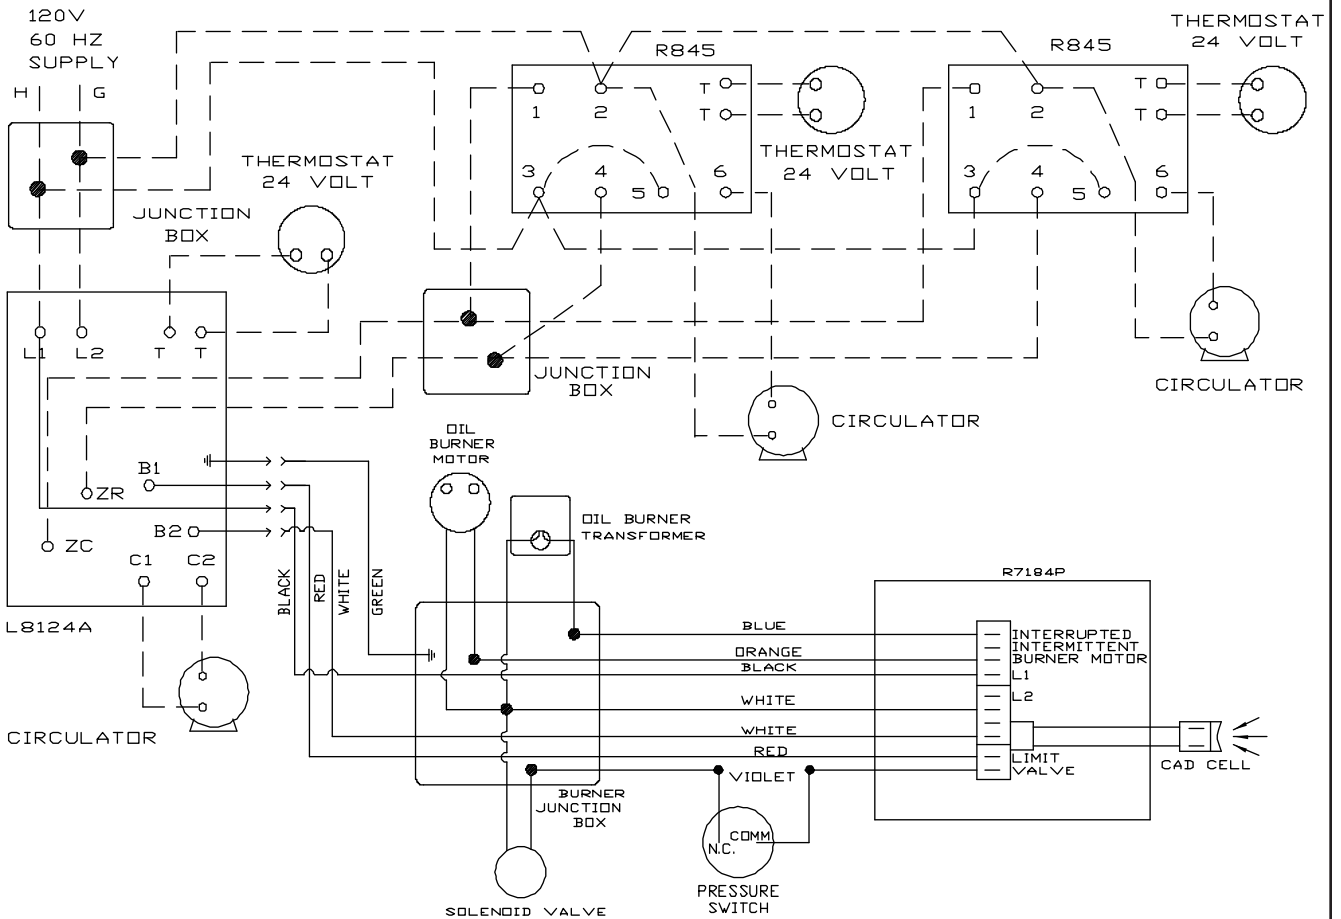 120V
60 HZ
SUPPLY
H
G
THERMOSTAT
24 VOLT
JUNCTION
BOX
R845
1
2
T
T
3
4
5
6
THERMOSTAT
24 VOLT
R845
1
2
T
T
3
4
5
6
THERMOSTAT
24 VOLT
L1
L2
T
T
JUNCTION
BOX
CIRCULATOR
CIRCULATOR
B1
ZR
B2
ZC
C1
C2
L8124A
CIRCULATOR
BLACK
RED
WHITE
GREEN
OIL
BURNER
MOTOR
OIL BURNER
TRANSFORMER
R7184P
BLUE
ORANGE
BLACK
WHITE
WHITE
RED
VIOLET
INTERRUPTED
INTERMITTENT
BURNER MOTOR
L1
L2
LIMIT
VALVE
CAD CELL
BURNER
JUNCTION
BOX
N.C.
COMM
PRESSURE
SWITCH
SOLENOID VALVE